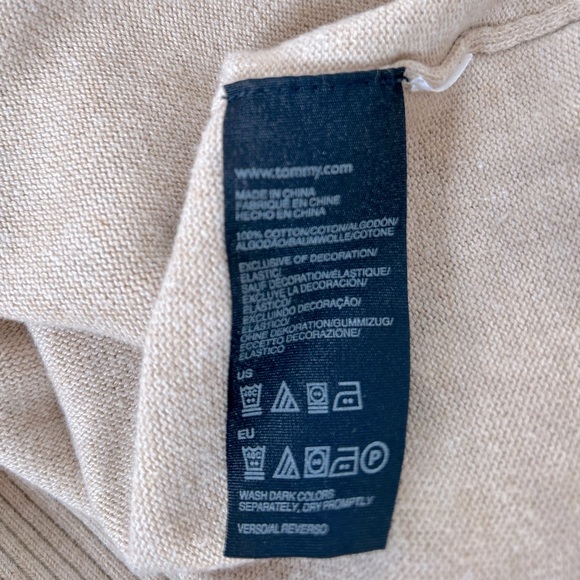 www.tommy.com
MADE IN CHINA
FABRIQUÉ EN CHINE
HECHO EN CHINA
100% COTTON/COTON/ALGODÓN/
ALGODÃO/BAUMWOLLE/COTONE
EXCLUSIVE OF DECORATION/
ELASTIC/
SAUF DÉCORATION/ÉLASTIQUE/
EXCLUYE LA DECORACIÓN/
ELÁSTICO/
EXCLUINDO DECORAÇÃO/
ELÁSTICO/
OHNE DEKORATION/GUMMIZUG/
ECCETTO DECORAZIONE/
ELASTICO
US
EU
P
WASH DARK COLORS
SEPARATELY, DRY PROMPTLY
VERSO/AL REVERSO